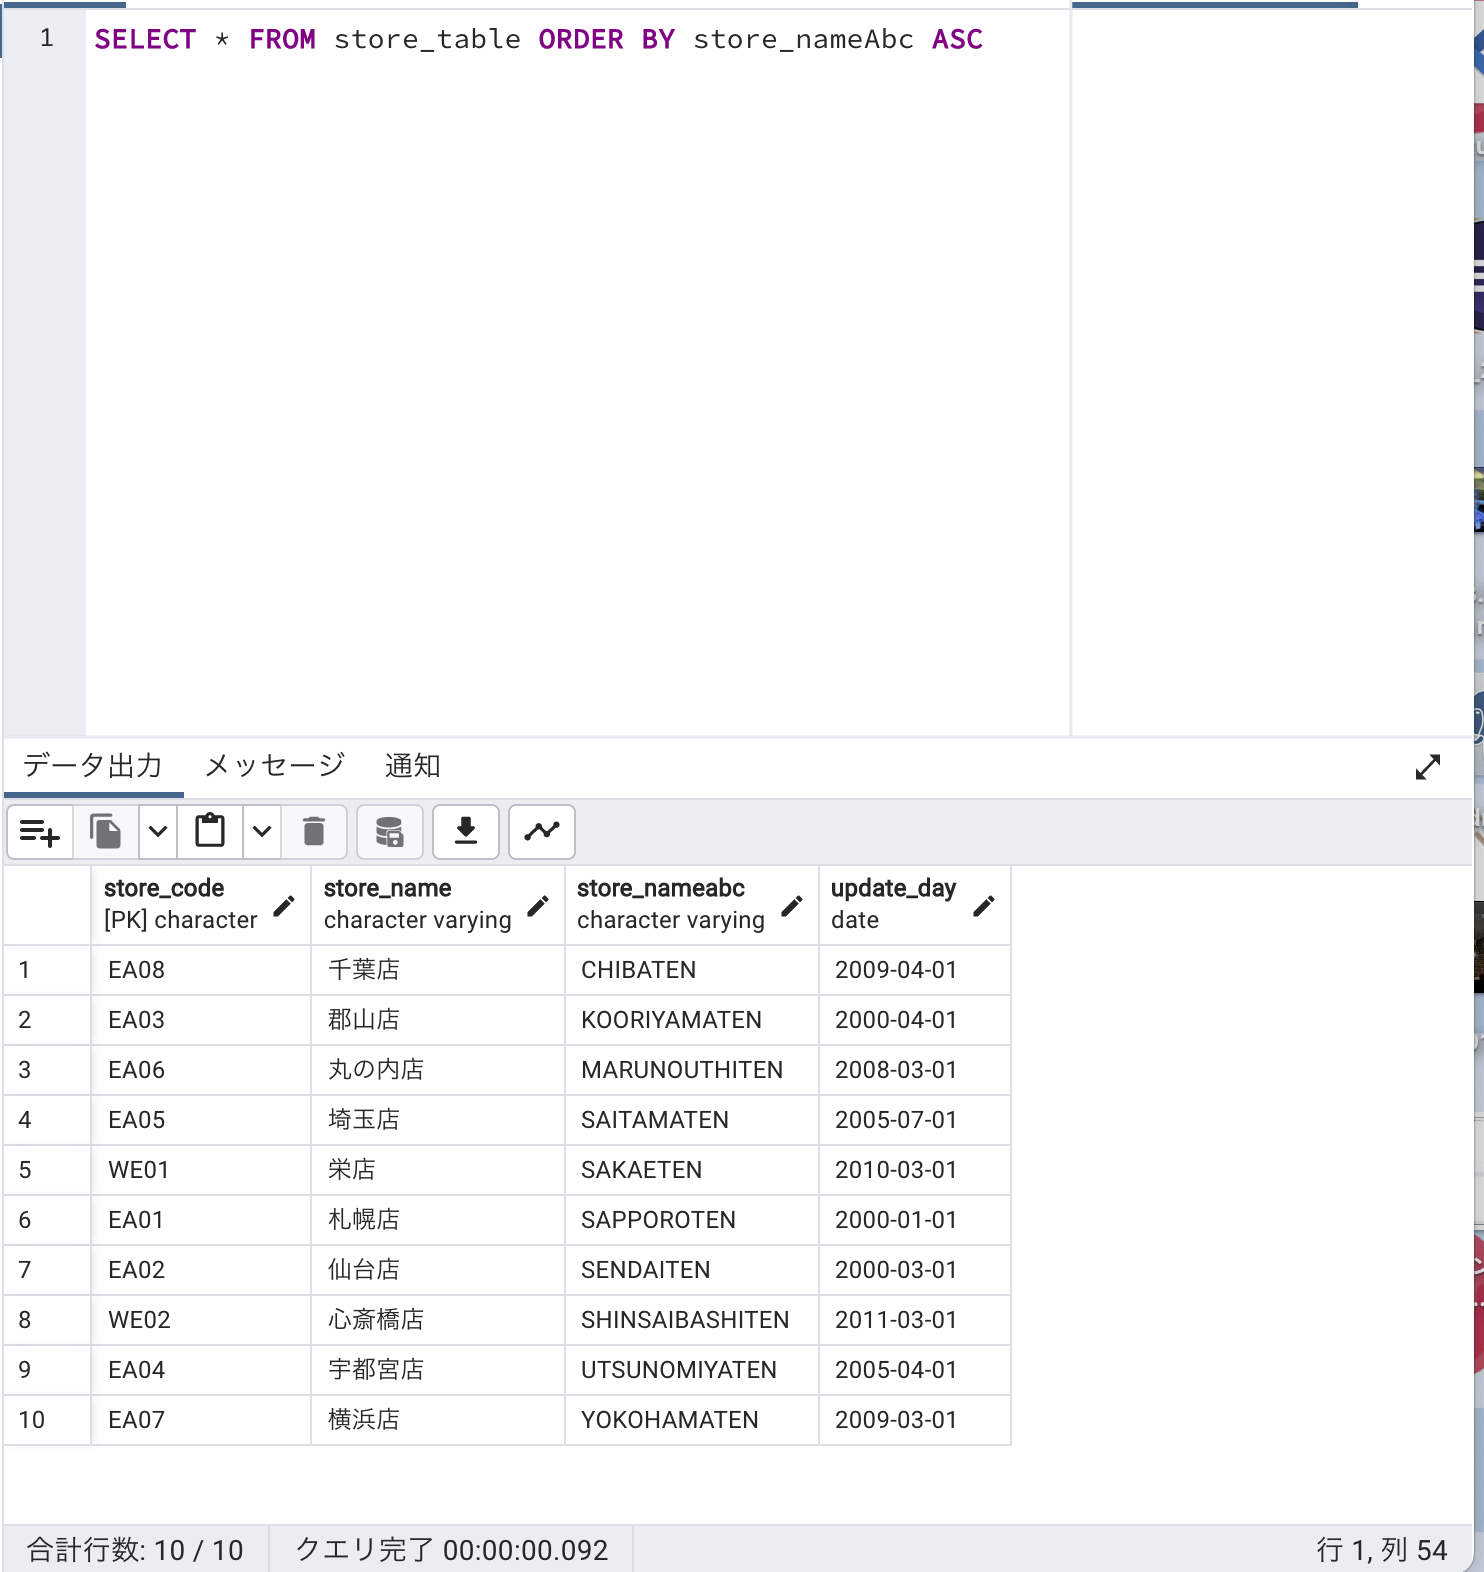 1 SELECT * FROM store_table ORDER BY store_nameAbc ASC
データ出力 メッセージ 通知
store_code store_name store_nameabc update_day
[PK] character character varying character varying date
1 EA08 千葉店 CHIBATEN 2009-04-01
2 EA03 郡山店 KOORIYAMATEN 2000-04-01
3 EA06 丸の内店 MARUNOUTHITEN 2008-03-01
4 EA05 埼玉店 SAITAMATEN 2005-07-01
5 WE01 栄店 SAKAETEN 2010-03-01
6 EA01 札幌店 SAPPOROTEN 2000-01-01
7 EA02 仙台店 SENDAITEN 2000-03-01
8 WE02 心斎橋店 SHINSAIBASHITEN 2011-03-01
9 EA04 宇都宮店 UTSUNOMIYATEN 2005-04-01
10 EA07 横浜店 YOKOHAMATEN 2009-03-01
合計行数: 10 / 10 クエリ完了 00:00:00.092 行 1, 列 54